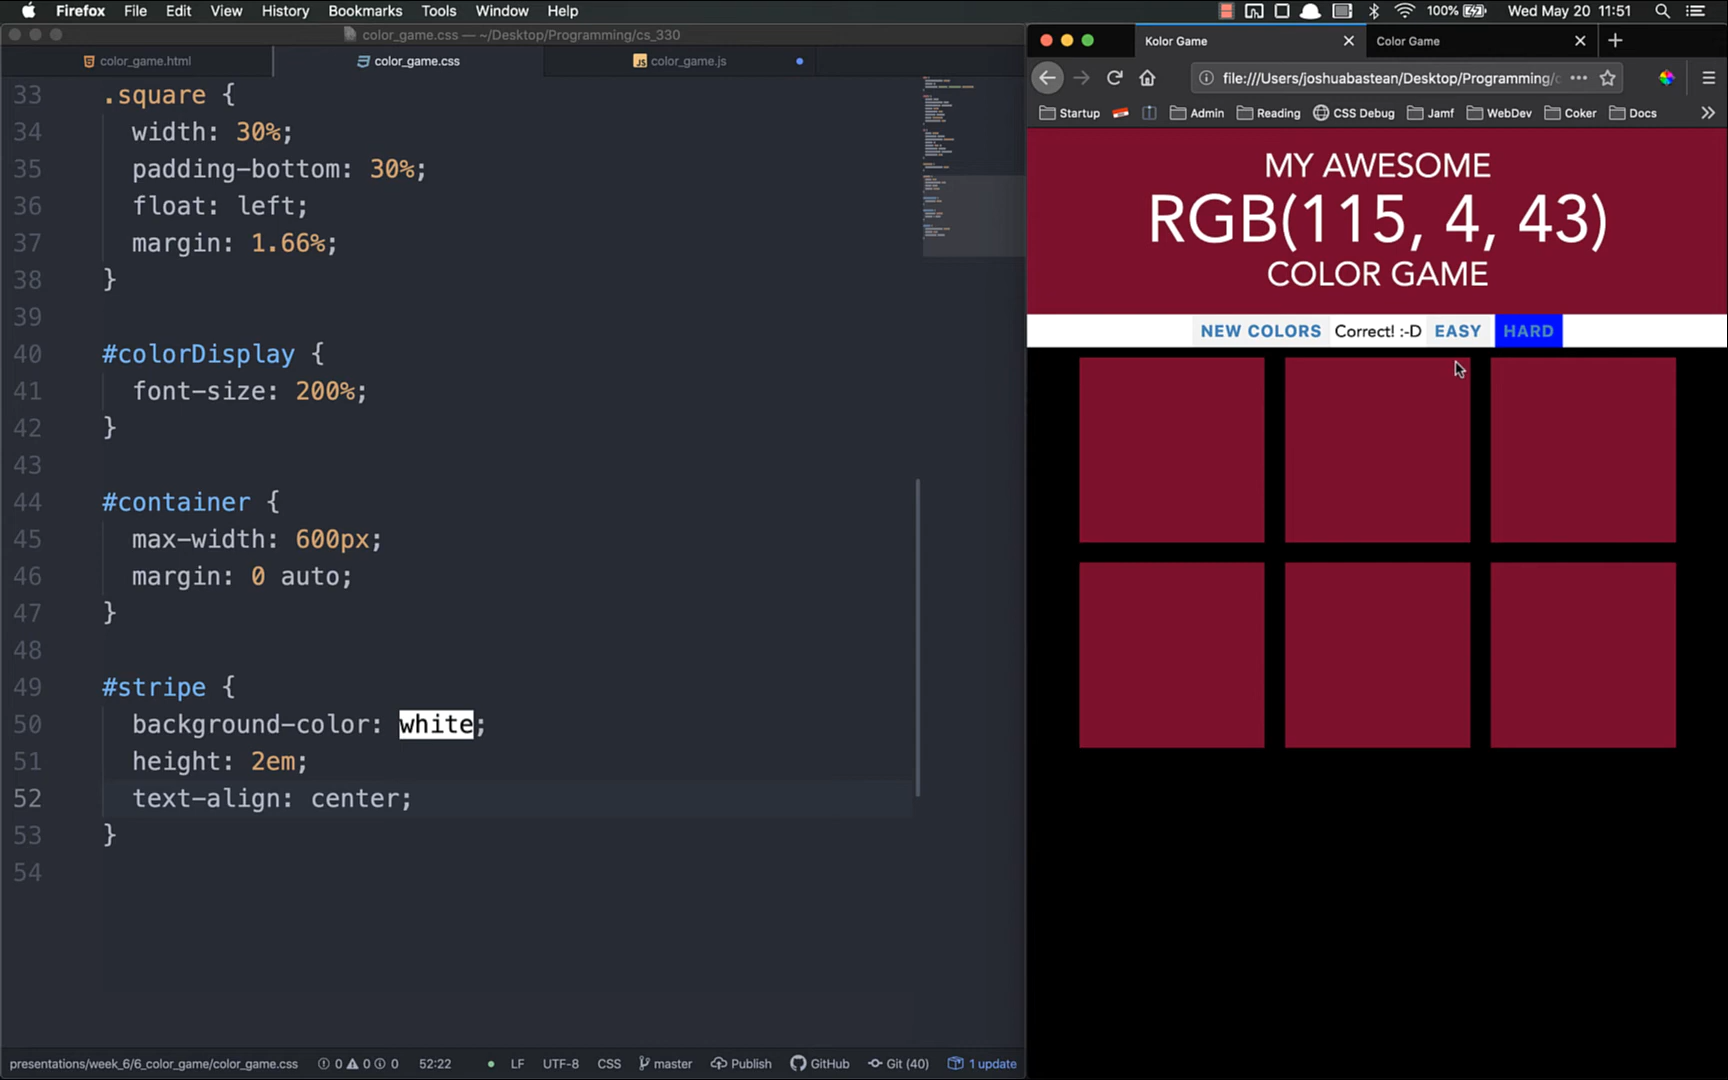 Firefox File Edit View History Bookmarks Tools Window Help 100% Wed May 20 11:51
color_game.css — ~/Desktop/Programming/cs_330
color_game.html color_game.css color_game.js
33 .square {
34 width: 30%;
35 padding-bottom: 30%;
36 float: left;
37 margin: 1.66%;
38 }
39
40 #colorDisplay {
41 font-size: 200%;
42 }
43
44 #container {
45 max-width: 600px;
46 margin: 0 auto;
47 }
48
49 #stripe {
50 background-color: white;
51 height: 2em;
52 text-align: center;
53 }
54
presentations/week_6/6_color_game/color_game.css 0 0 0 52:22 LF UTF-8 CSS master Publish GitHub Git (40) 1 update
Kolor Game Color Game
file:///Users/joshuabastean/Desktop/Programming/c
Startup Admin Reading CSS Debug Jamf WebDev Coker Docs
MY AWESOME
RGB(115, 4, 43)
COLOR GAME
NEW COLORS Correct! :-D EASY HARD